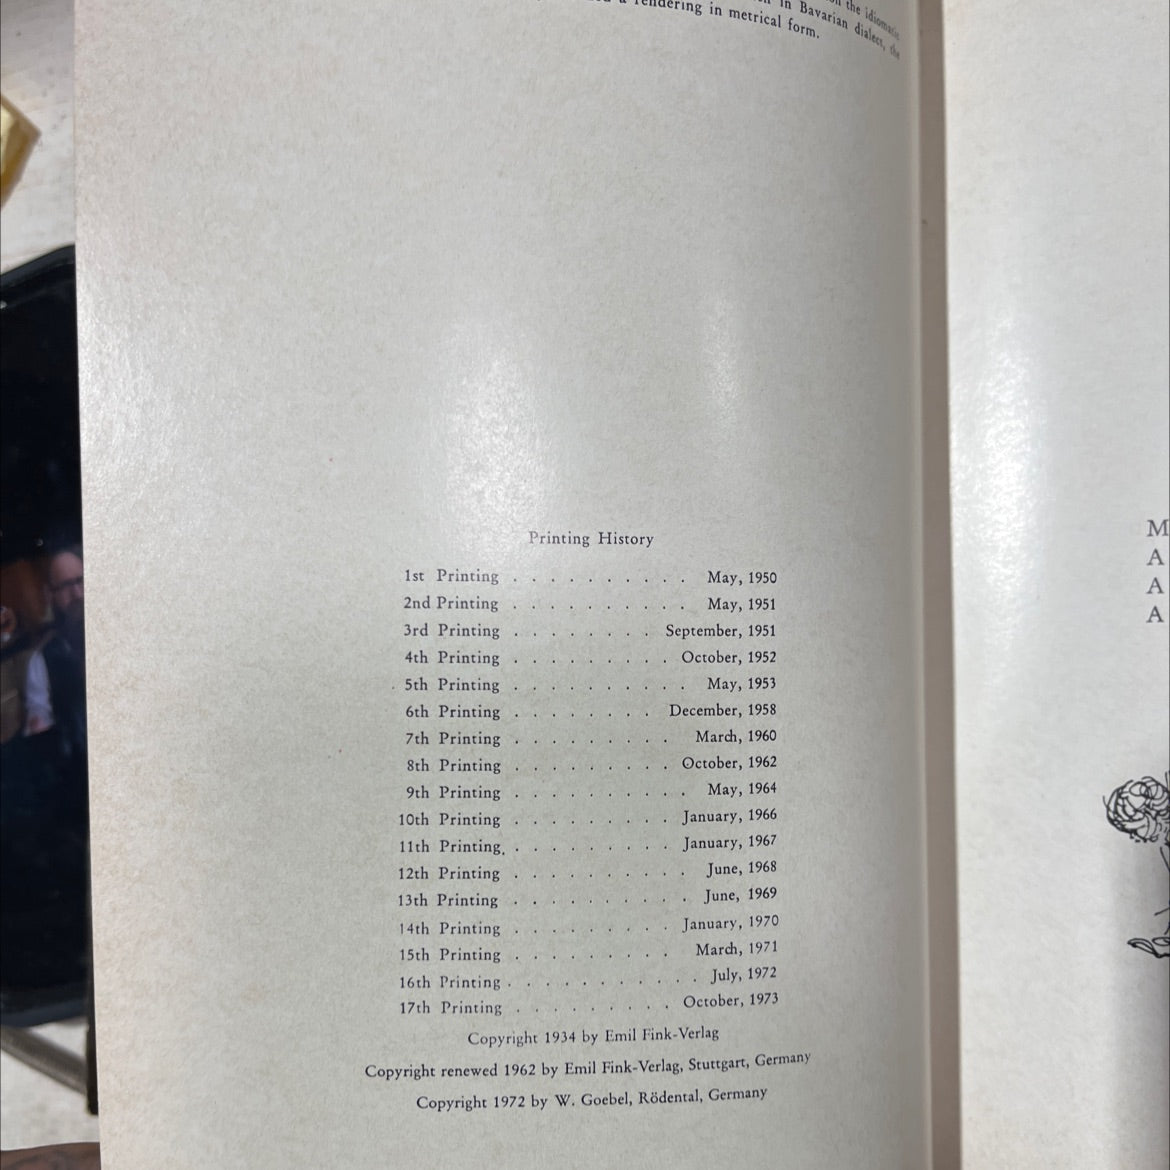 the idiomatic
in Bavarian dialect, the
rendering in metrical form.
Printing History
1st Printing . . . . . . . . . . May, 1950
2nd Printing . . . . . . . . . . May, 1951
3rd Printing . . . . . . . . September, 1951
4th Printing . . . . . . . . . October, 1952
5th Printing . . . . . . . . . . May, 1953
6th Printing . . . . . . . . December, 1958
7th Printing . . . . . . . . . March, 1960
8th Printing . . . . . . . . . October, 1962
9th Printing . . . . . . . . . . May, 1964
10th Printing . . . . . . . . . January, 1966
11th Printing. . . . . . . . . . January, 1967
12th Printing . . . . . . . . . . June, 1968
13th Printing . . . . . . . . . . June, 1969
14th Printing . . . . . . . . . January, 1970
15th Printing . . . . . . . . . March, 1971
16th Printing . . . . . . . . . . . July, 1972
17th Printing . . . . . . . . . October, 1973
Copyright 1934 by Emil Fink-Verlag
Copyright renewed 1962 by Emil Fink-Verlag, Stuttgart, Germany
Copyright 1972 by W. Goebel, Rödental, Germany
M
A
A
A